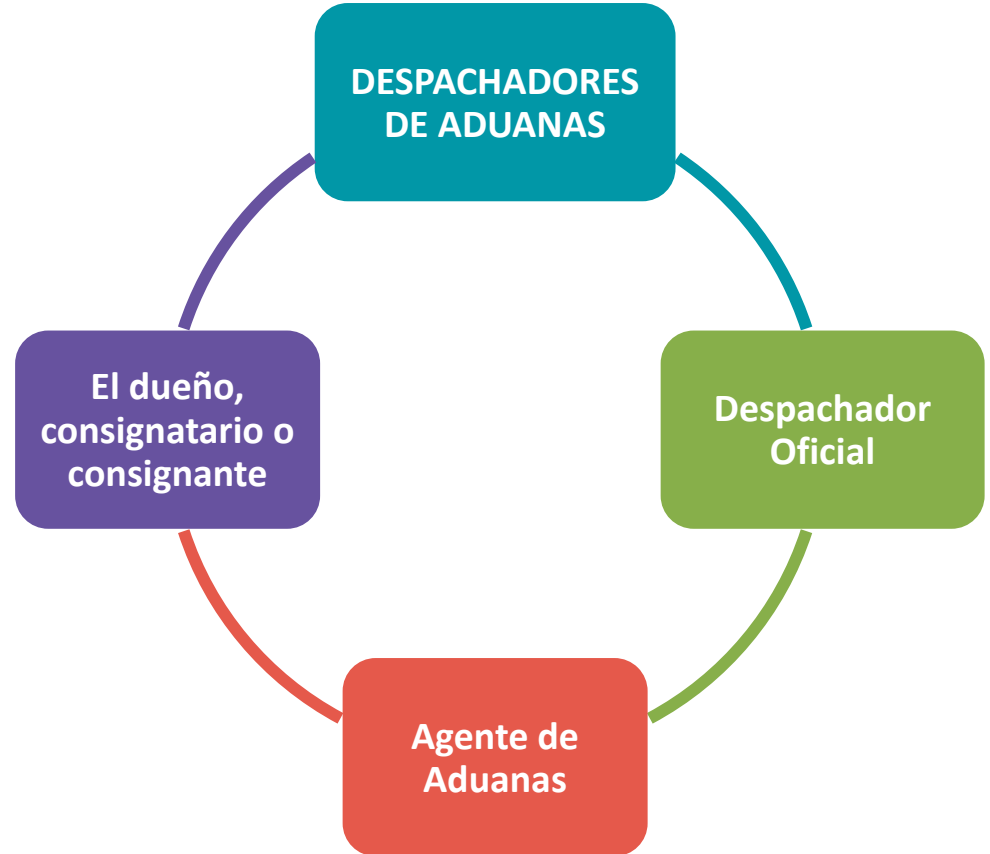 DESPACHADORES
DE ADUANAS
Despachador
Oficial
Agente de
Aduanas
El dueño,
consignatario o
consignante